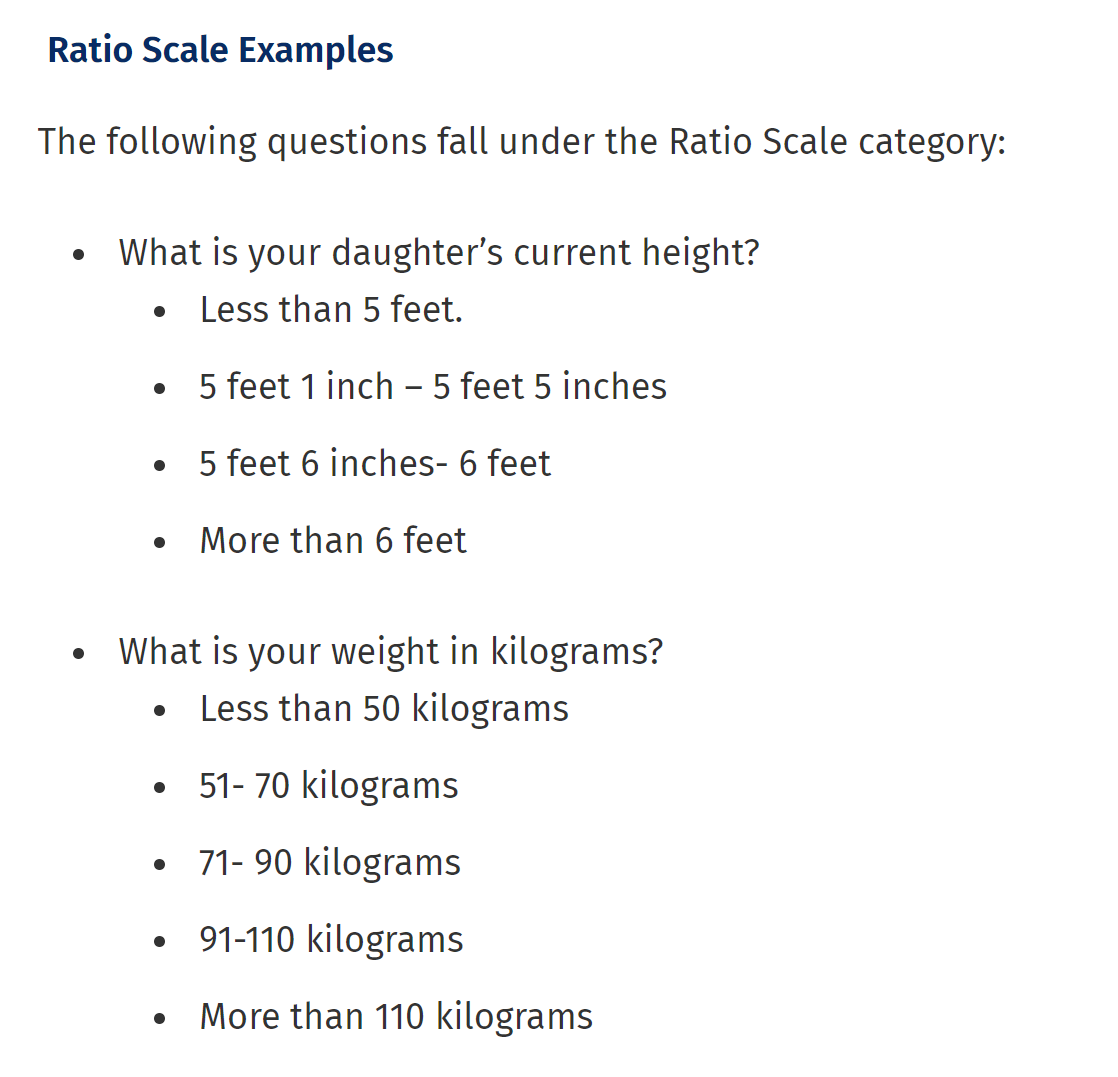 Ratio Scale Examples
The following questions fall under the Ratio Scale category:
• What is your daughter’s current height?
• Less than 5 feet.
• 5 feet 1 inch – 5 feet 5 inches
• 5 feet 6 inches- 6 feet
• More than 6 feet
• What is your weight in kilograms?
• Less than 50 kilograms
• 51- 70 kilograms
• 71- 90 kilograms
• 91-110 kilograms
• More than 110 kilograms